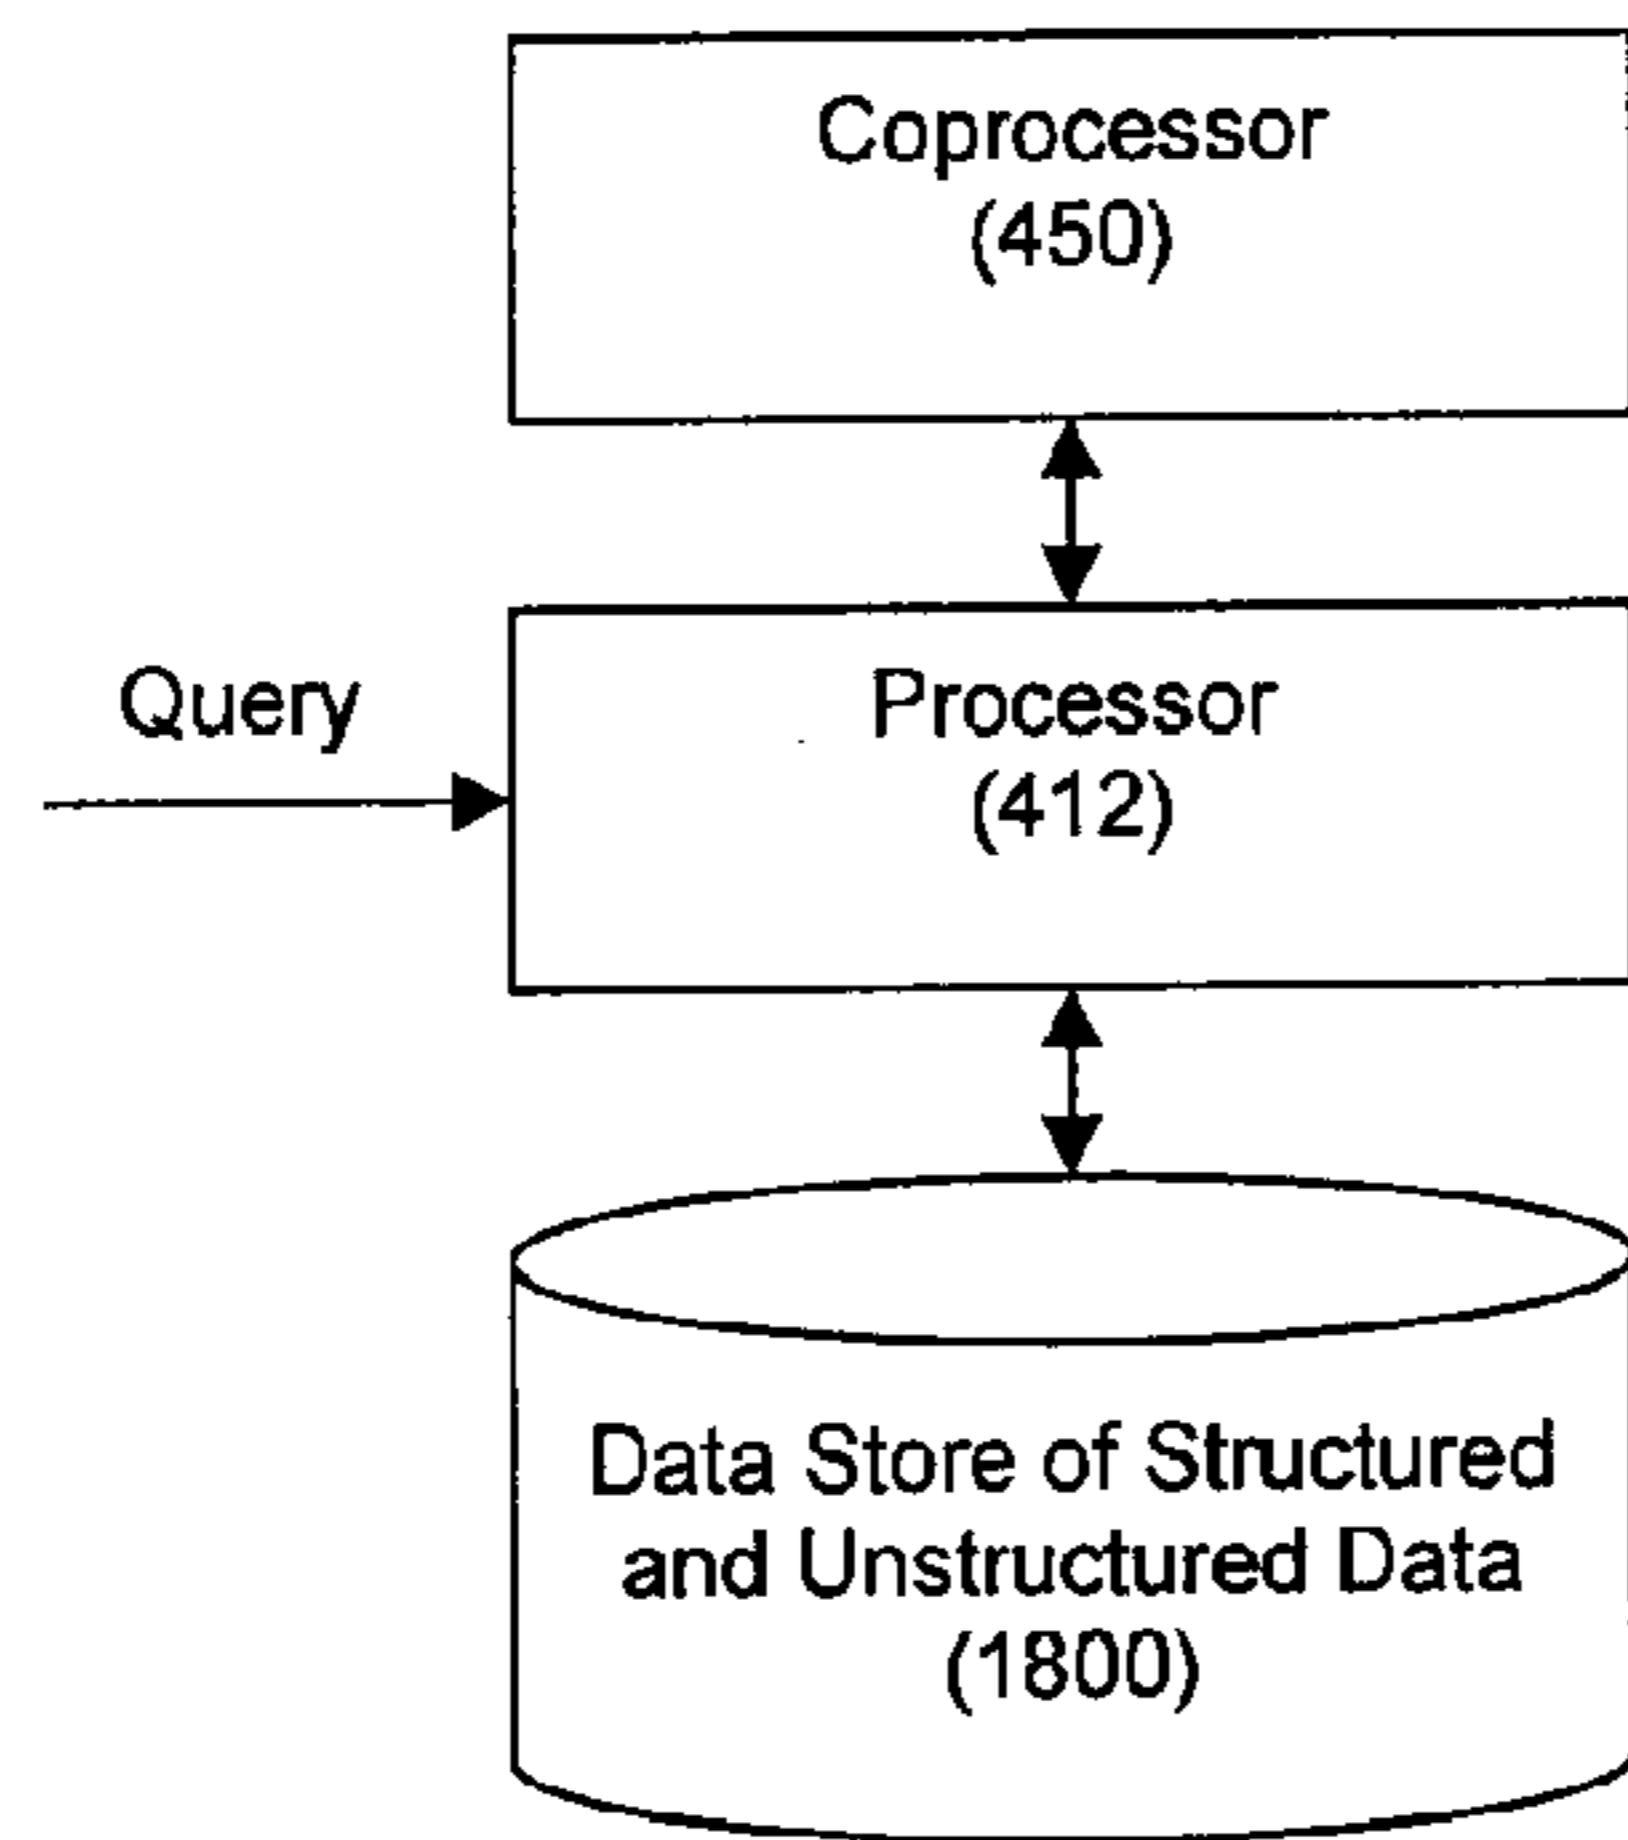 Coprocessor
(450)
Query
Processor
(412)
Data Store of Structured
and Unstructured Data
(1800)